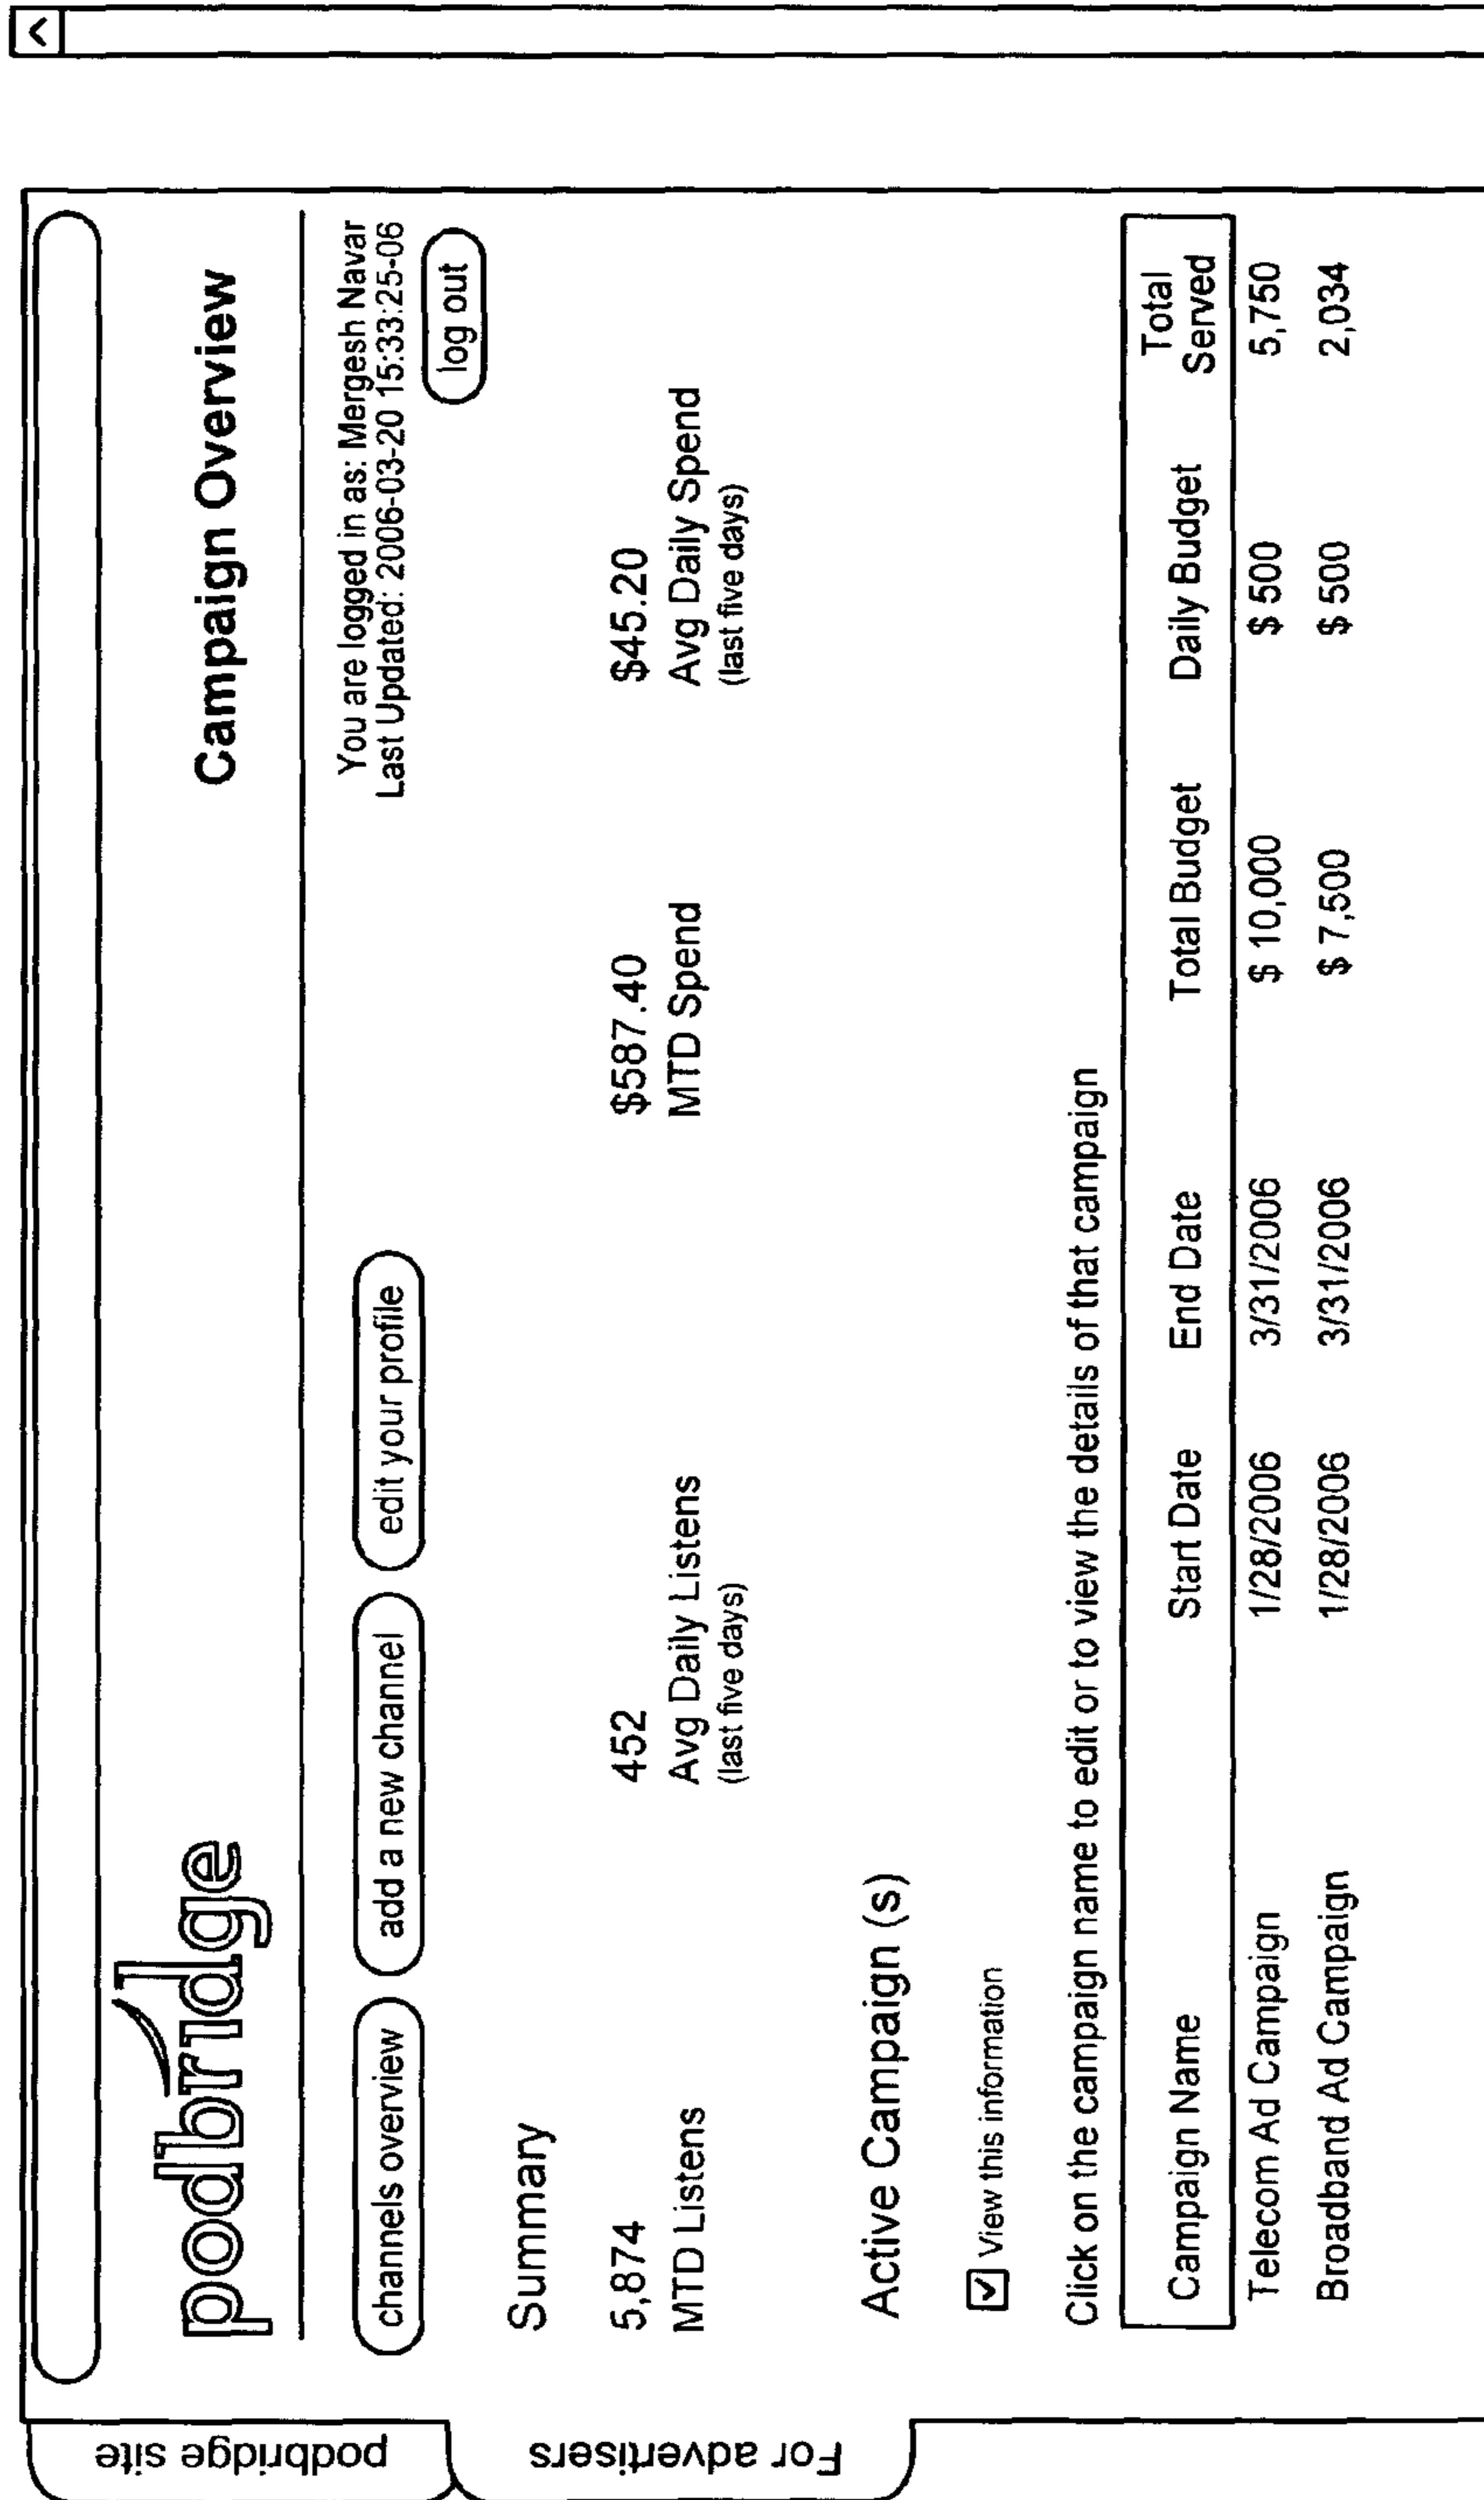 podbridge site
For advertisers
podbridge
Campaign Overview
channels overview add a new channel edit your profile
You are logged in as: Mergesh Navar
Last Updated: 2006-03-20 15:33:25-06
log out
Summary
5,874 452 $587.40 $45.20
MTD Listens Avg Daily Listens MTD Spend Avg Daily Spend
(last five days) (last five days)
Active Campaign (s)
View this information
Click on the campaign name to edit or to view the details of that campaign
Campaign Name Start Date End Date Total Budget Daily Budget Total Served
Telecom Ad Campaign 1/28/2006 3/31/2006 $ 10,000 $ 500 5,750
Broadband Ad Campaign 1/28/2006 3/31/2006 $ 7,500 $ 500 2,034